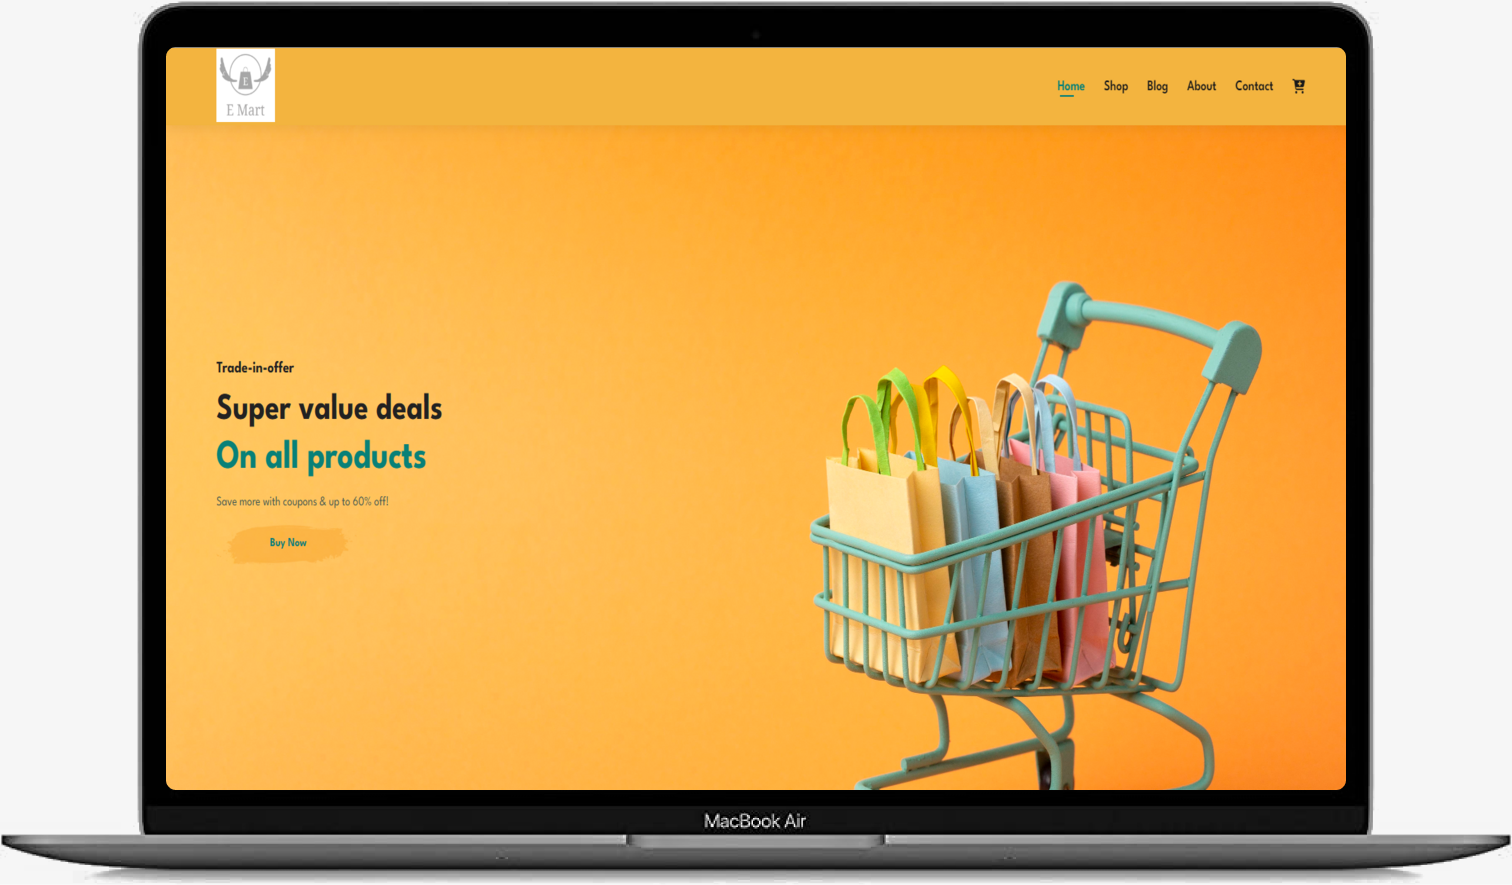 E
E Mart
Home Shop Blog About Contact
Trade-in-offer
Super value deals
On all products
Save more with coupons & up to 60% off!
Buy Now
MacBook Air